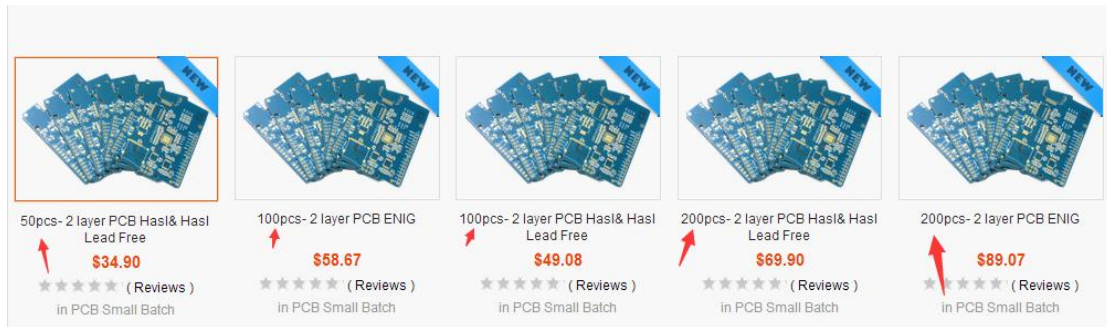 NEW
NEW
NEW
NEW
NEW
50pcs- 2 layer PCB Hasl& Hasl
Lead Free
$34.90
( Reviews )
in PCB Small Batch
100pcs- 2 layer PCB ENIG
$58.67
( Reviews )
in PCB Small Batch
100pcs- 2 layer PCB Hasl& Hasl
Lead Free
$49.08
( Reviews )
in PCB Small Batch
200pcs- 2 layer PCB Hasl& Hasl
Lead Free
$69.90
( Reviews )
in PCB Small Batch
200pcs- 2 layer PCB ENIG
$89.07
( Reviews )
in PCB Small Batch